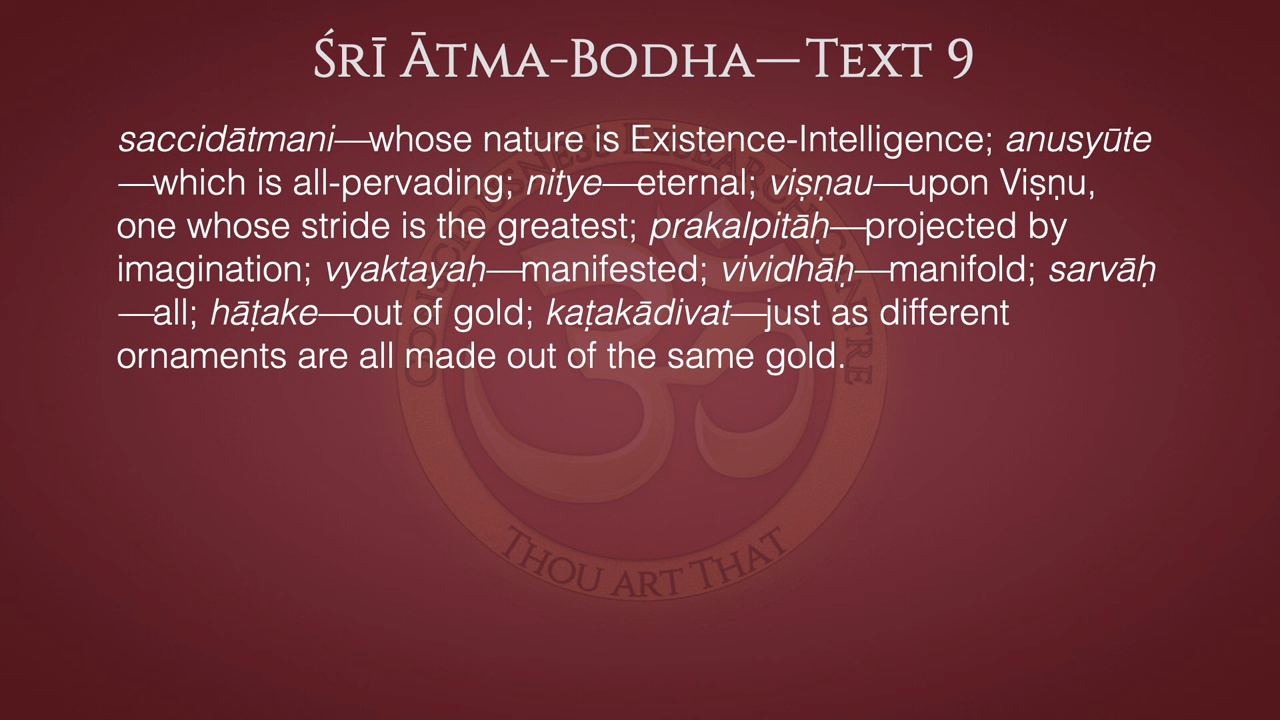 Śrī Ātma-Bodha—Text 9
saccidātmani—whose nature is Existence-Intelligence; anusyūte
—which is all-pervading; nitye—eternal; viṣṇau—upon Viṣṇu,
one whose stride is the greatest; prakalpitāḥ—projected by
imagination; vyaktayaḥ—manifested; vividhāḥ—manifold; sarvāḥ
—all; hāṭake—out of gold; kaṭakādivat—just as different
ornaments are all made out of the same gold.
Consciousness Research Centre
ॐ
Thou Art That